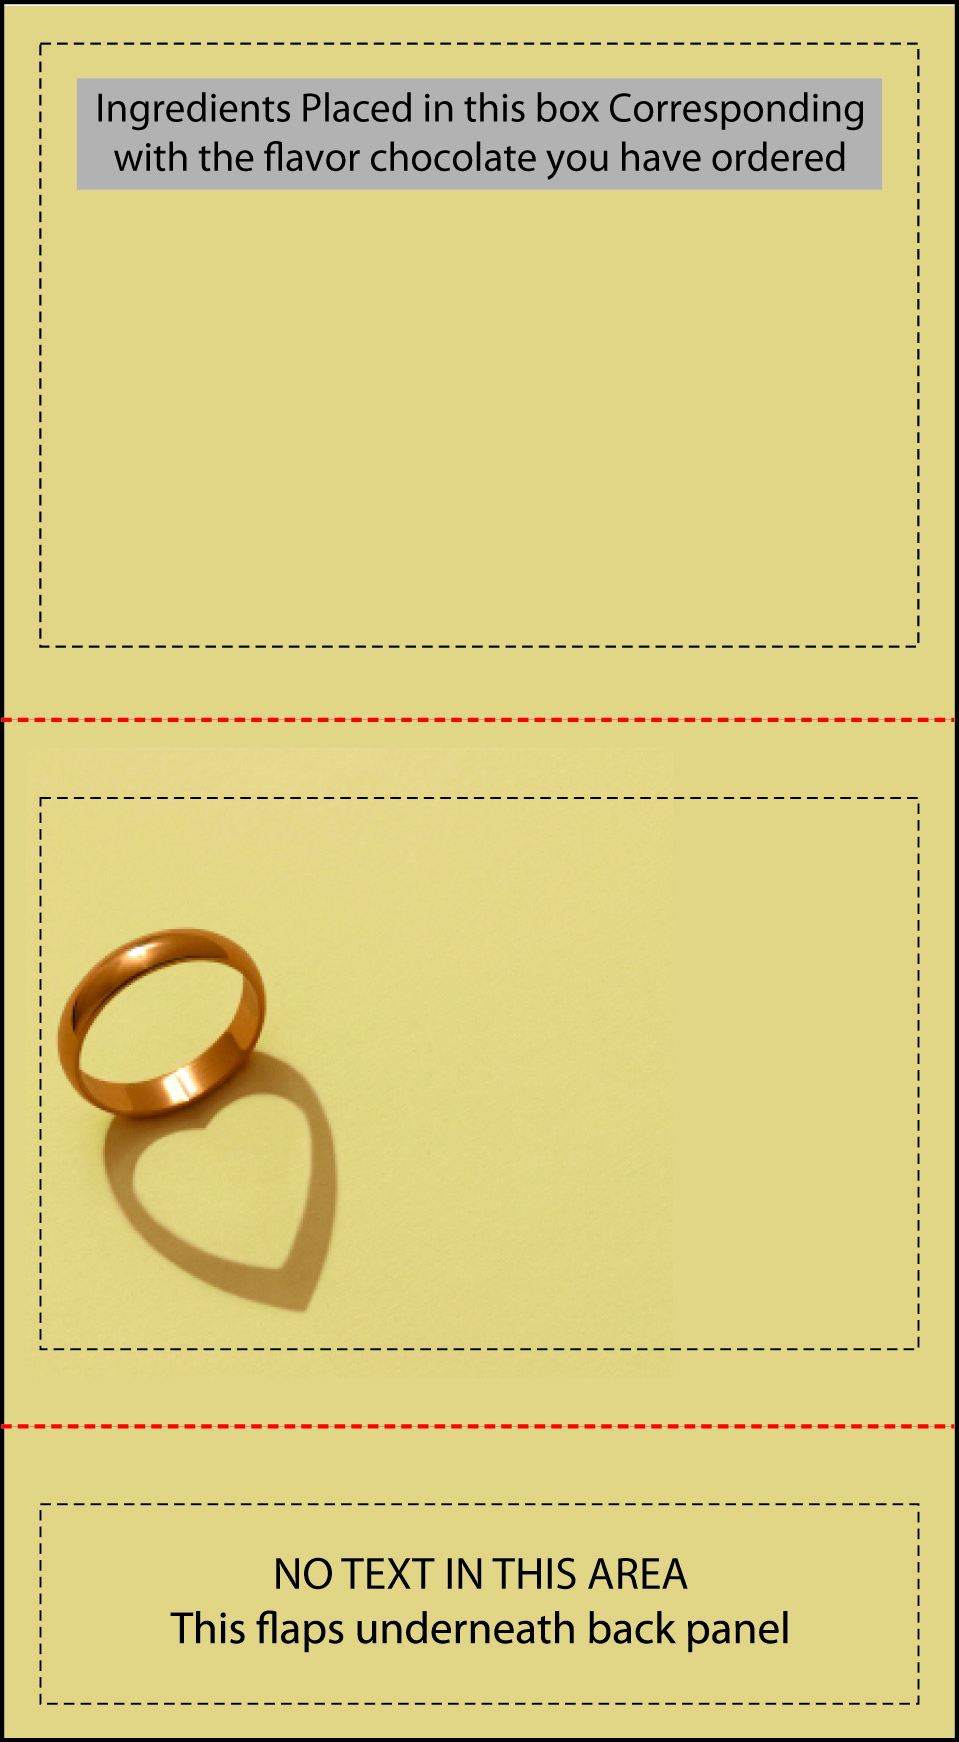 Ingredients Placed in this box Corresponding
with the flavor chocolate you have ordered
NO TEXT IN THIS AREA
This flaps underneath back panel